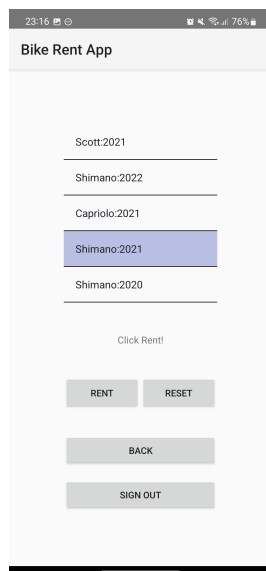 23:16 76%
Bike Rent App
Scott:2021
Shimano:2022
Capriolo:2021
Shimano:2021
Shimano:2020
Click Rent!
RENT RESET
BACK
SIGN OUT